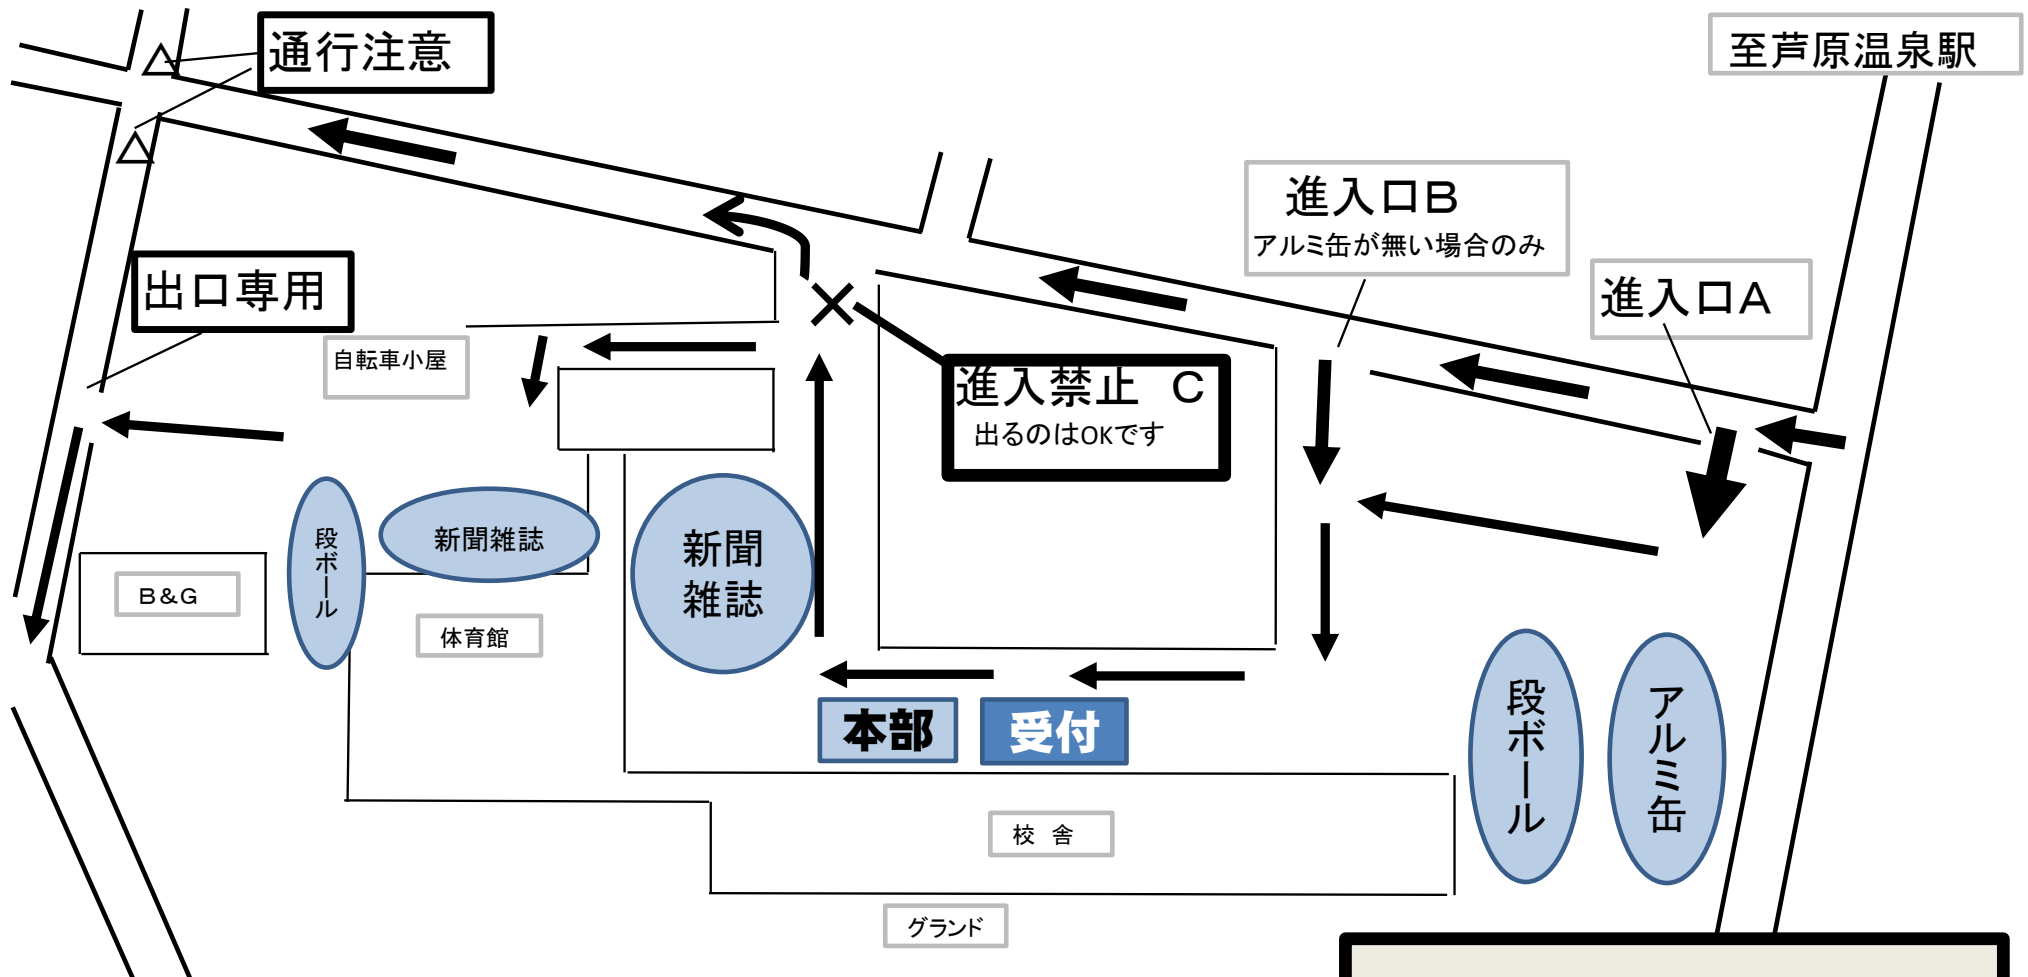 通行注意
至芦原温泉駅
進入口B
アルミ缶が無い場合のみ
進入口A
出口専用
自転車小屋
進入禁止　C
出るのはOKです
段ボール
新聞雑誌
新聞
雑誌
B&G
体育館
本部
受付
段ボール
アルミ缶
校　舎
グランド